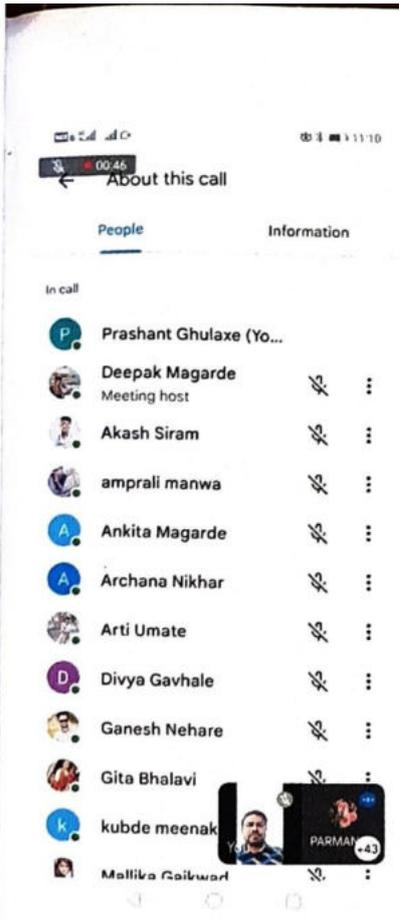 11:10
00:46
About this call
People
Information
In call
P
Prashant Ghulaxe (Yo...
Deepak Magarde
Meeting host
Akash Siram
amprali manwa
A
Ankita Magarde
A
Archana Nikhar
Arti Umate
D
Divya Gavhale
Ganesh Nehare
Gita Bhalavi
k
kubde meenak
You
PARMAN
+43
Mallika Gaikwad